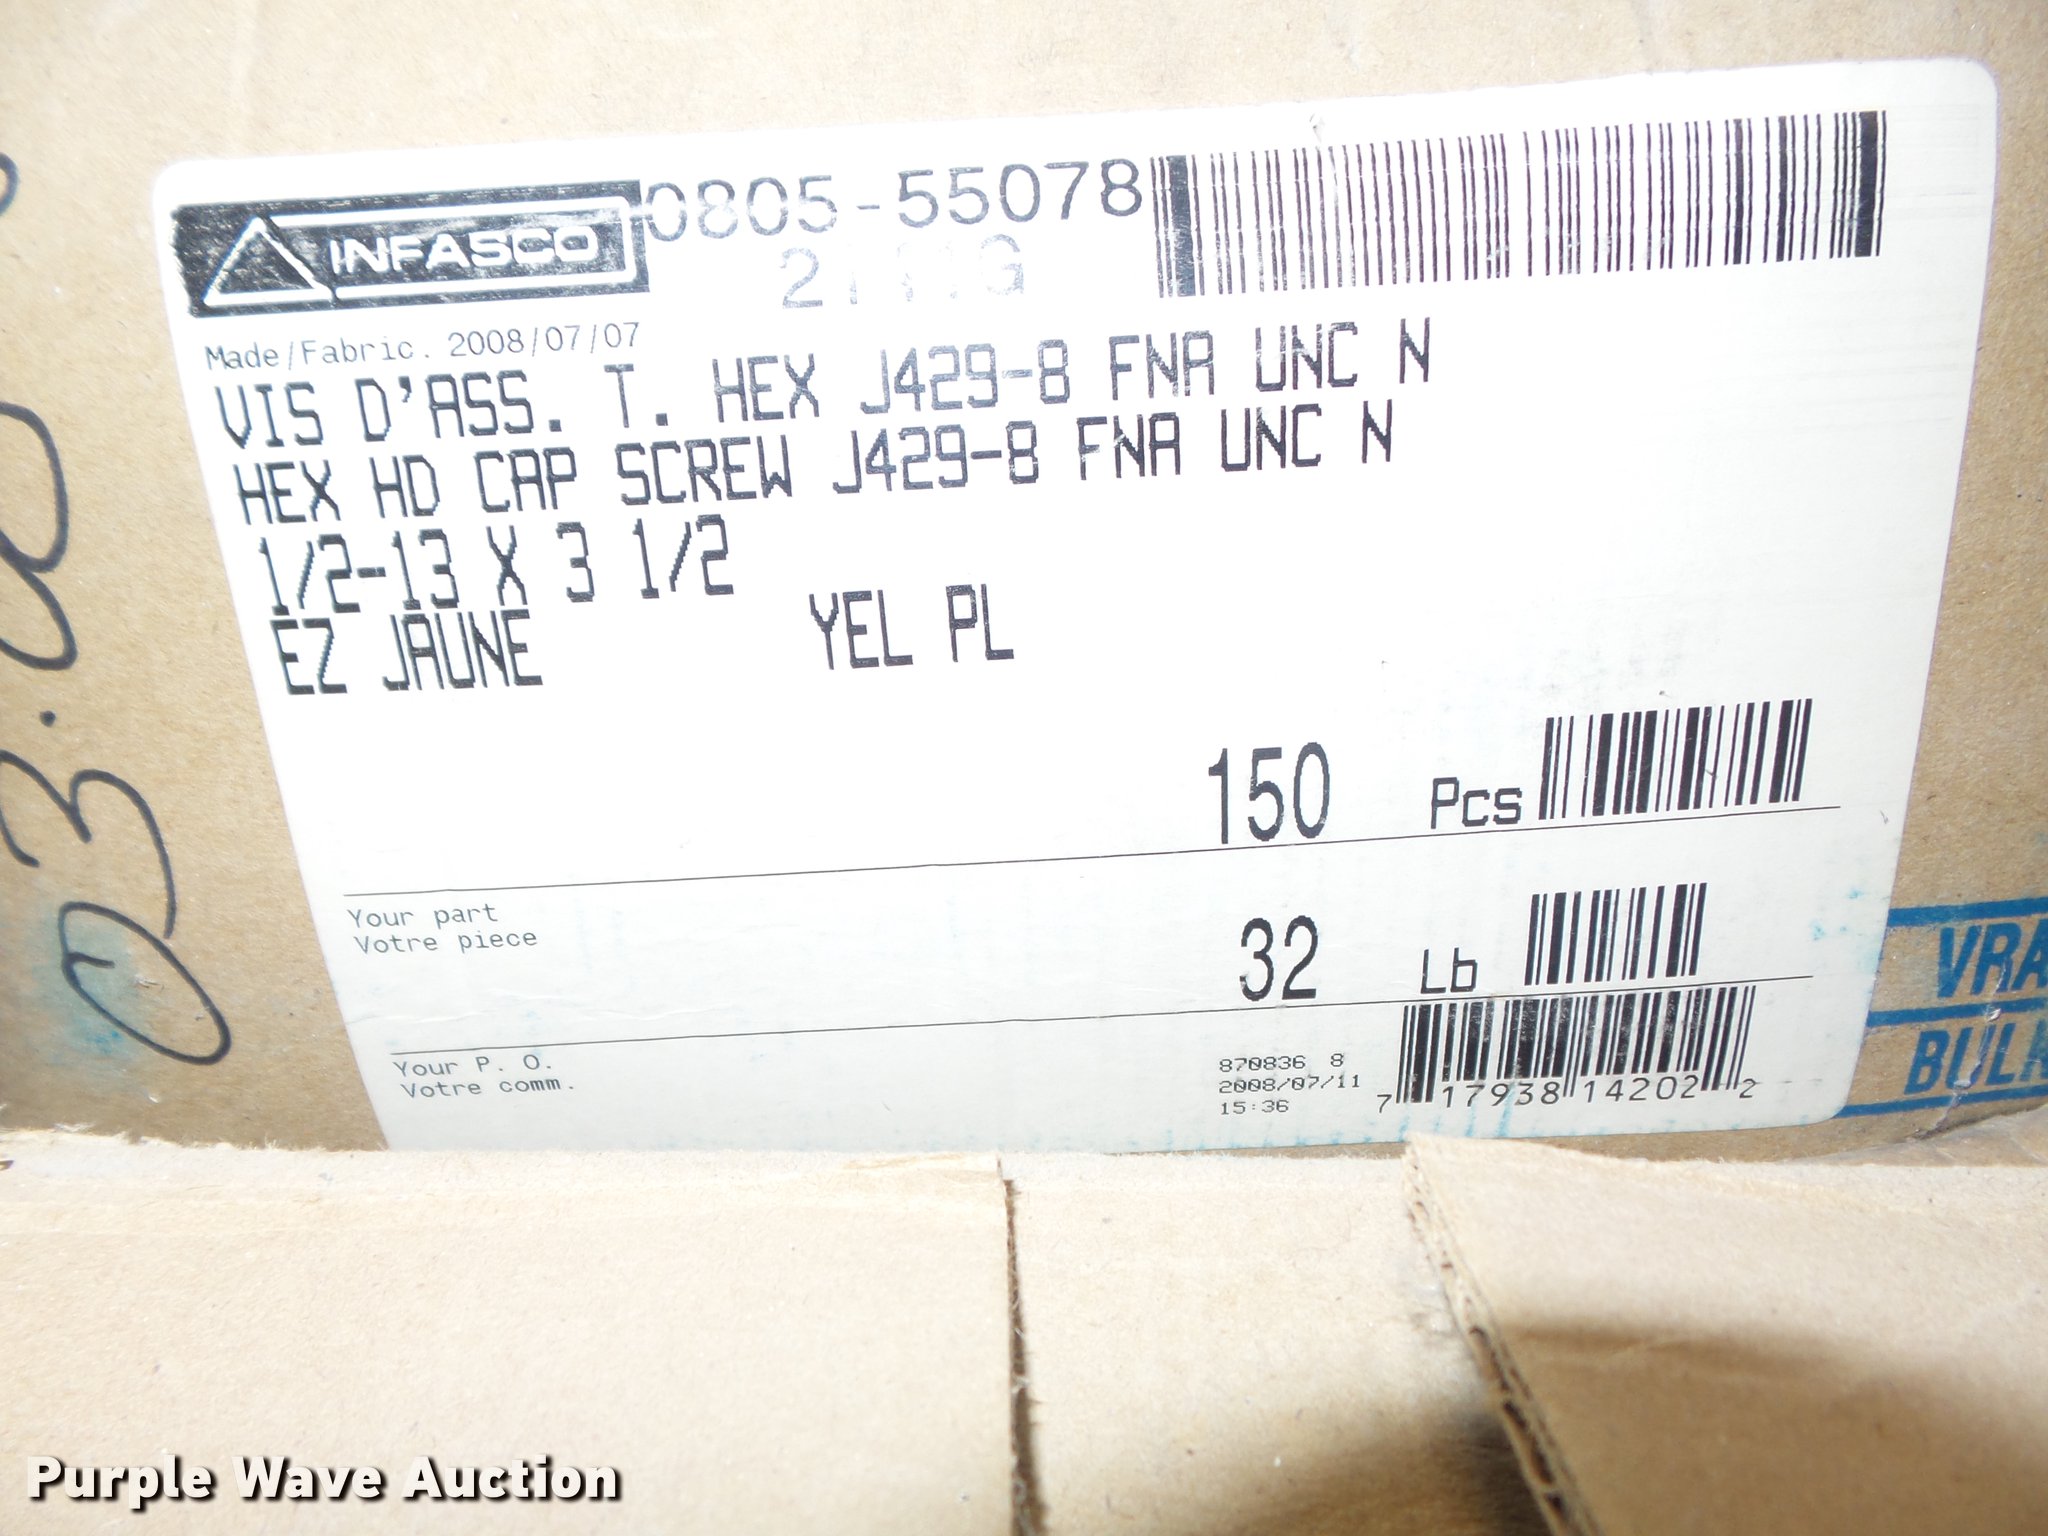 INFASCO
0805-55078
Made/Fabric. 2008/07/07
VIS D'ASS. T. HEX J429-8 FNA UNC N
HEX HD CAP SCREW J429-8 FNA UNC N
1/2-13 X 3 1/2
EZ JAUNE YEL PL
150 Pcs
Your part
Votre piece
32 Lb
Your P. O.
Votre comm.
870836 8
2008/07/11
15:36
7 17938 14202 2
VRA
BULK
Purple Wave Auction